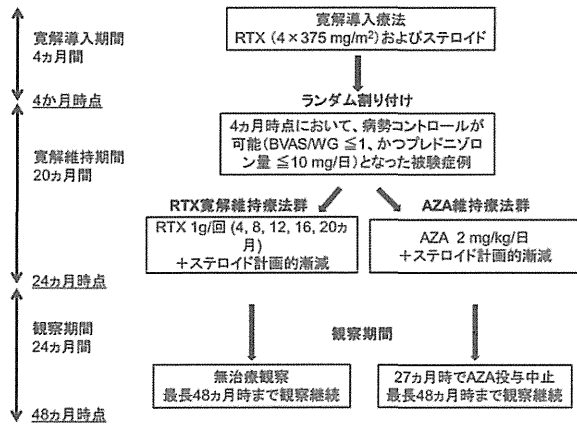 寛解導入期間
4ヵ月間
4か月時点
寛解維持期間
20ヵ月間
24ヵ月時点
観察期間
24ヵ月間
48ヵ月時点
寛解導入療法
RTX (4×375 mg/m²)およびステロイド
ランダム割り付け
4ヵ月時点において、病勢コントロールが
可能(BVAS/WG ≦1、かつプレドニゾロ
ン量 ≦10 mg/日)となった被験症例
RTX寛解維持療法群
RTX 1g/回 (4, 8, 12, 16, 20ヵ
月)
＋ステロイド計画的漸減
AZA維持療法群
AZA 2 mg/kg/日
＋ステロイド計画的漸減
観察期間
無治療観察
最長48ヵ月時まで観察継続
27ヵ月時でAZA投与中止
最長48ヵ月時まで観察継続